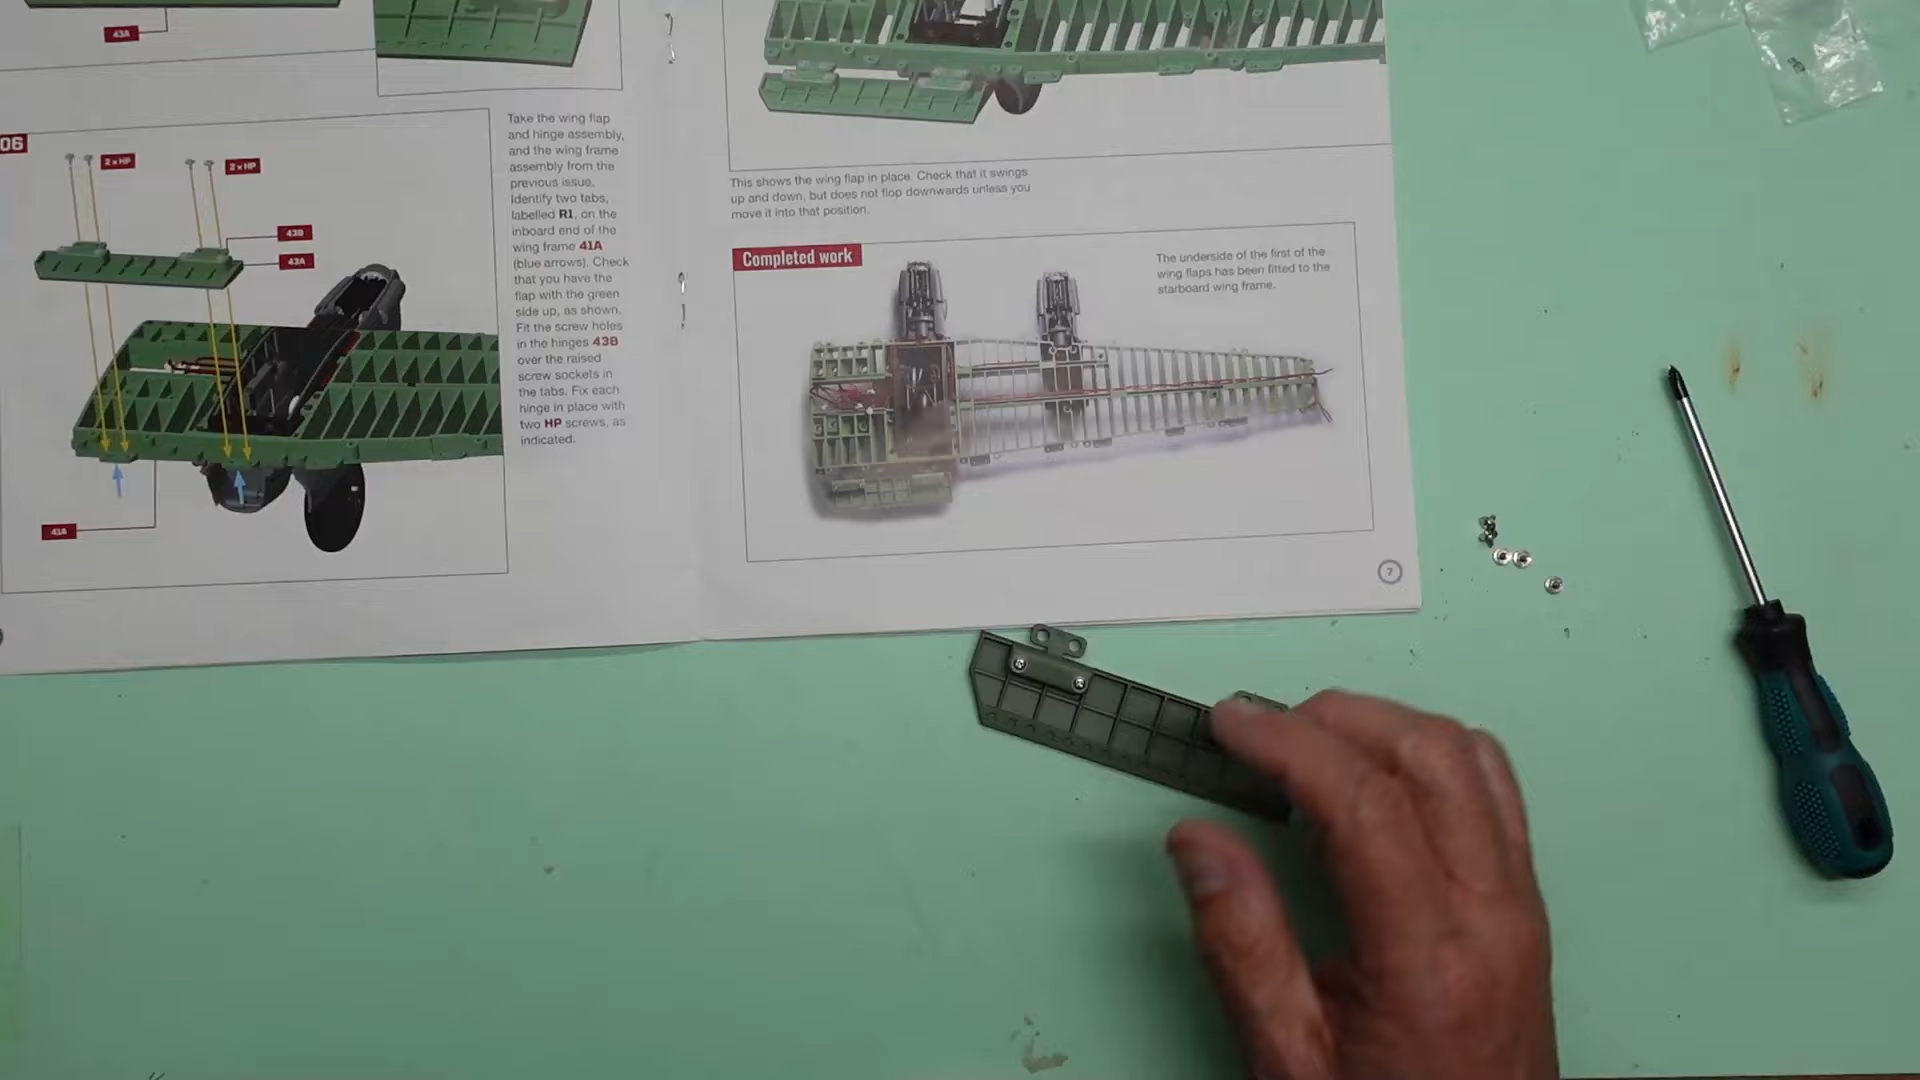 43A
06
2 x HP
2 x HP
43B
43A
41A
Take the wing flap
and hinge assembly,
and the wing frame
assembly from the
previous issue.
Identify two tabs,
labelled R1, on the
inboard end of the
wing frame 41A
(blue arrows). Check
that you have the
flap with the green
side up, as shown.
Fit the screw holes
in the hinges 43B
over the raised
screw sockets in
the tabs. Fix each
hinge in place with
two HP screws, as
indicated.
This shows the wing flap in place. Check that it swings
up and down, but does not flop downwards unless you
move it into that position.
Completed work
The underside of the first of the
wing flaps has been fitted to the
starboard wing frame.
7